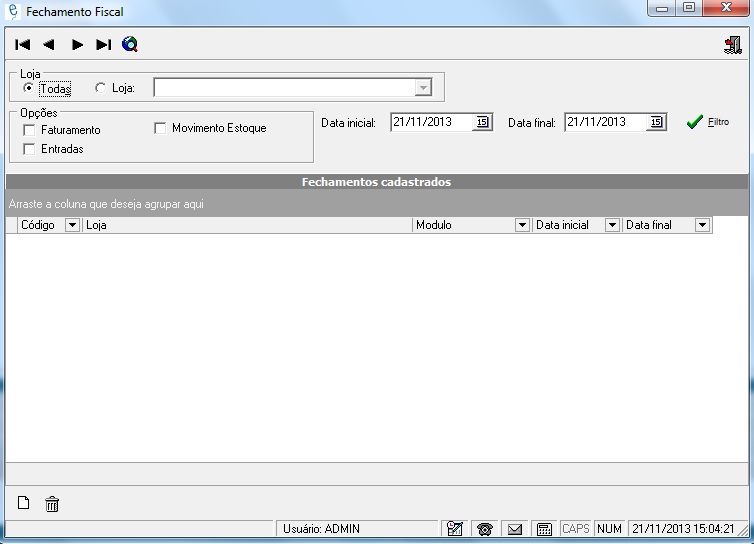 Fechamento Fiscal
Loja
Todas
Loja:
Opções
Faturamento
Movimento Estoque
Entradas
Data inicial:
21/11/2013
15
Data final:
21/11/2013
15
Filtro
Fechamentos cadastrados
Arraste a coluna que deseja agrupar aqui
Código
Loja
Modulo
Data inicial
Data final
Usuário: ADMIN
CAPS
NUM
21/11/2013 15:04:21